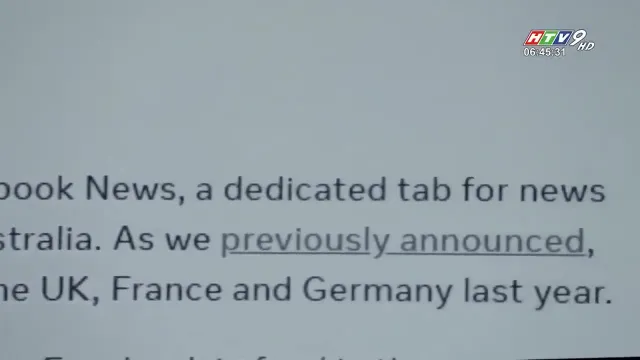 HTV9 HD
06:45:31
book News, a dedicated tab for news
stralia. As we previously announced,
he UK, France and Germany last year.